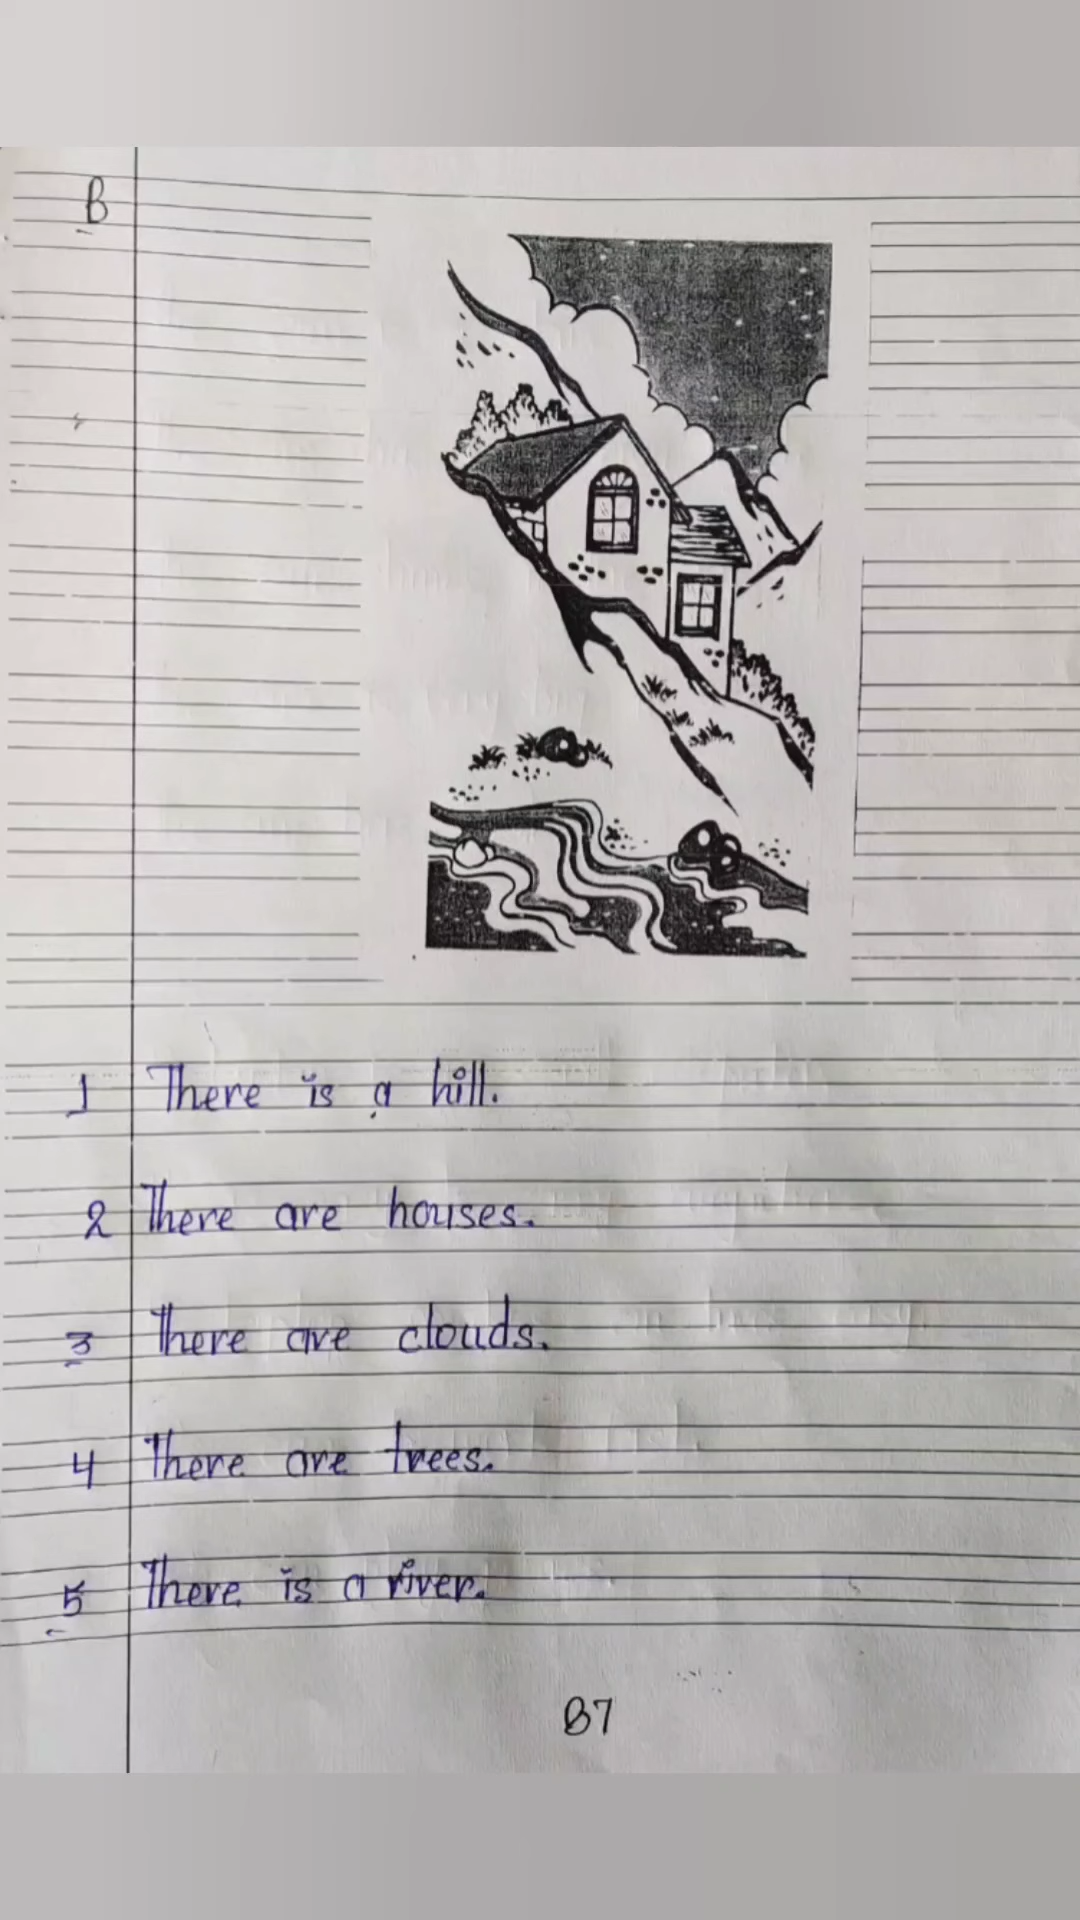 B
1 There is a hill.
2 There are houses.
3 There are clouds.
4 There are trees.
5 There is a river.
87